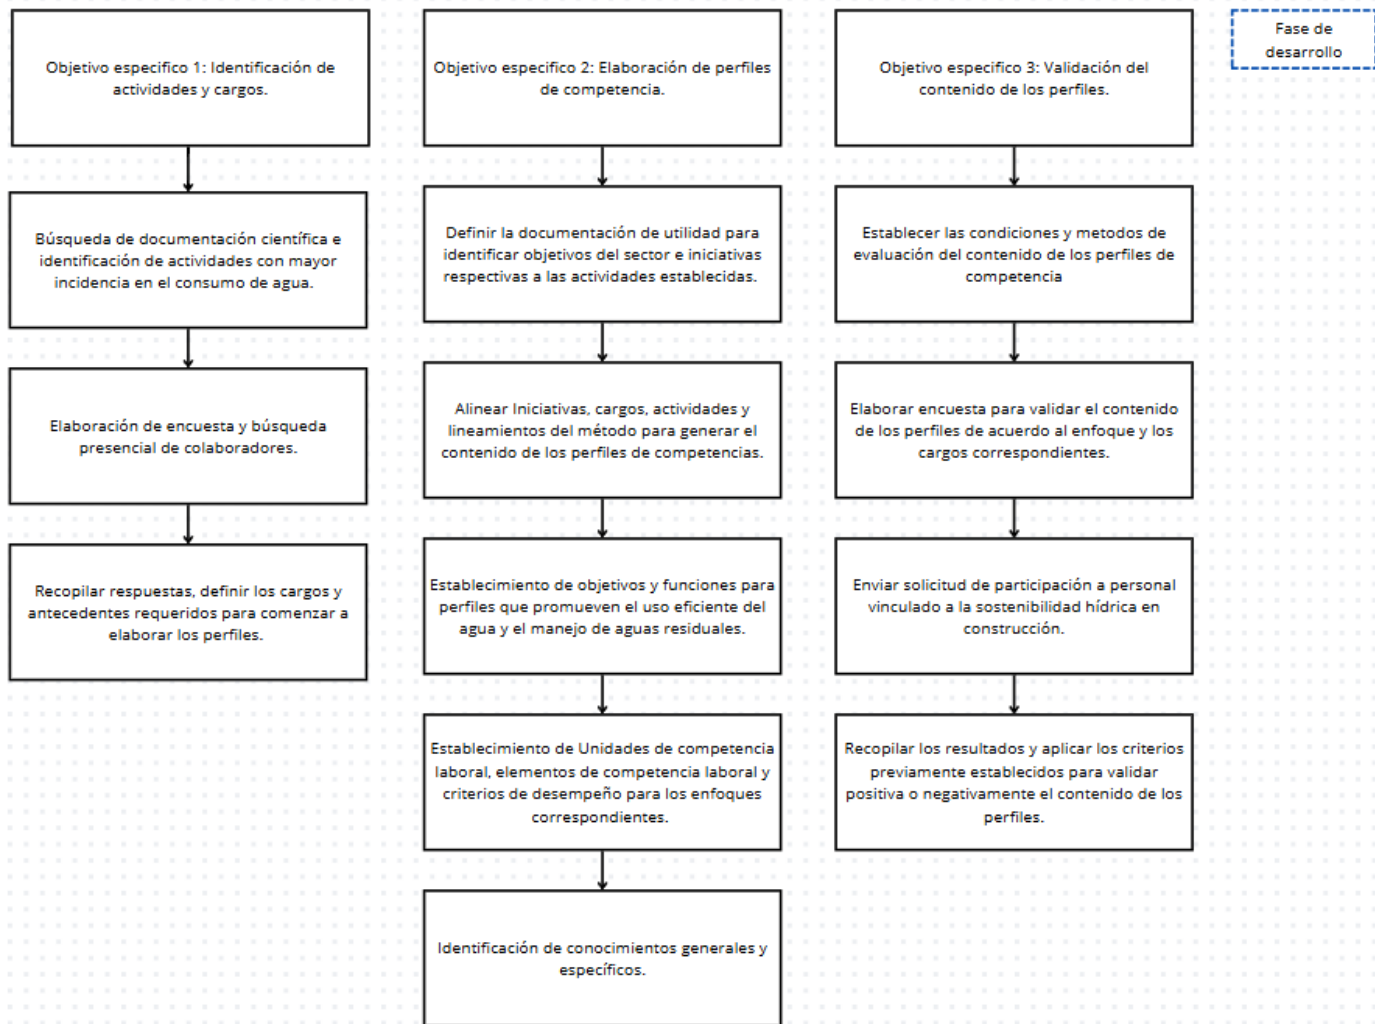 Objetivo especifico 1: Identificación de
actividades y cargos.
Búsqueda de documentación científica e
identificación de actividades con mayor
incidencia en el consumo de agua.
Elaboración de encuesta y búsqueda
presencial de colaboradores.
Recopilar respuestas, definir los cargos y
antecedentes requeridos para comenzar a
elaborar los perfiles.
Objetivo especifico 2: Elaboración de perfiles
de competencia.
Definir la documentación de utilidad para
identificar objetivos del sector e iniciativas
respectivas a las actividades establecidas.
Alinear Iniciativas, cargos, actividades y
lineamientos del método para generar el
contenido de los perfiles de competencias.
Establecimiento de objetivos y funciones para
perfiles que promueven el uso eficiente del
agua y el manejo de aguas residuales.
Establecimiento de Unidades de competencia
laboral, elementos de competencia laboral y
criterios de desempeño para los enfoques
correspondientes.
Identificación de conocimientos generales y
específicos.
Objetivo especifico 3: Validación del
contenido de los perfiles.
Establecer las condiciones y metodos de
evaluación del contenido de los perfiles de
competencia
Elaborar encuesta para validar el contenido
de los perfiles de acuerdo al enfoque y los
cargos correspondientes.
Enviar solicitud de participación a personal
vinculado a la sostenibilidad hídrica en
construcción.
Recopilar los resultados y aplicar los criterios
previamente establecidos para validar
positiva o negativamente el contenido de los
perfiles.
Fase de
desarrollo